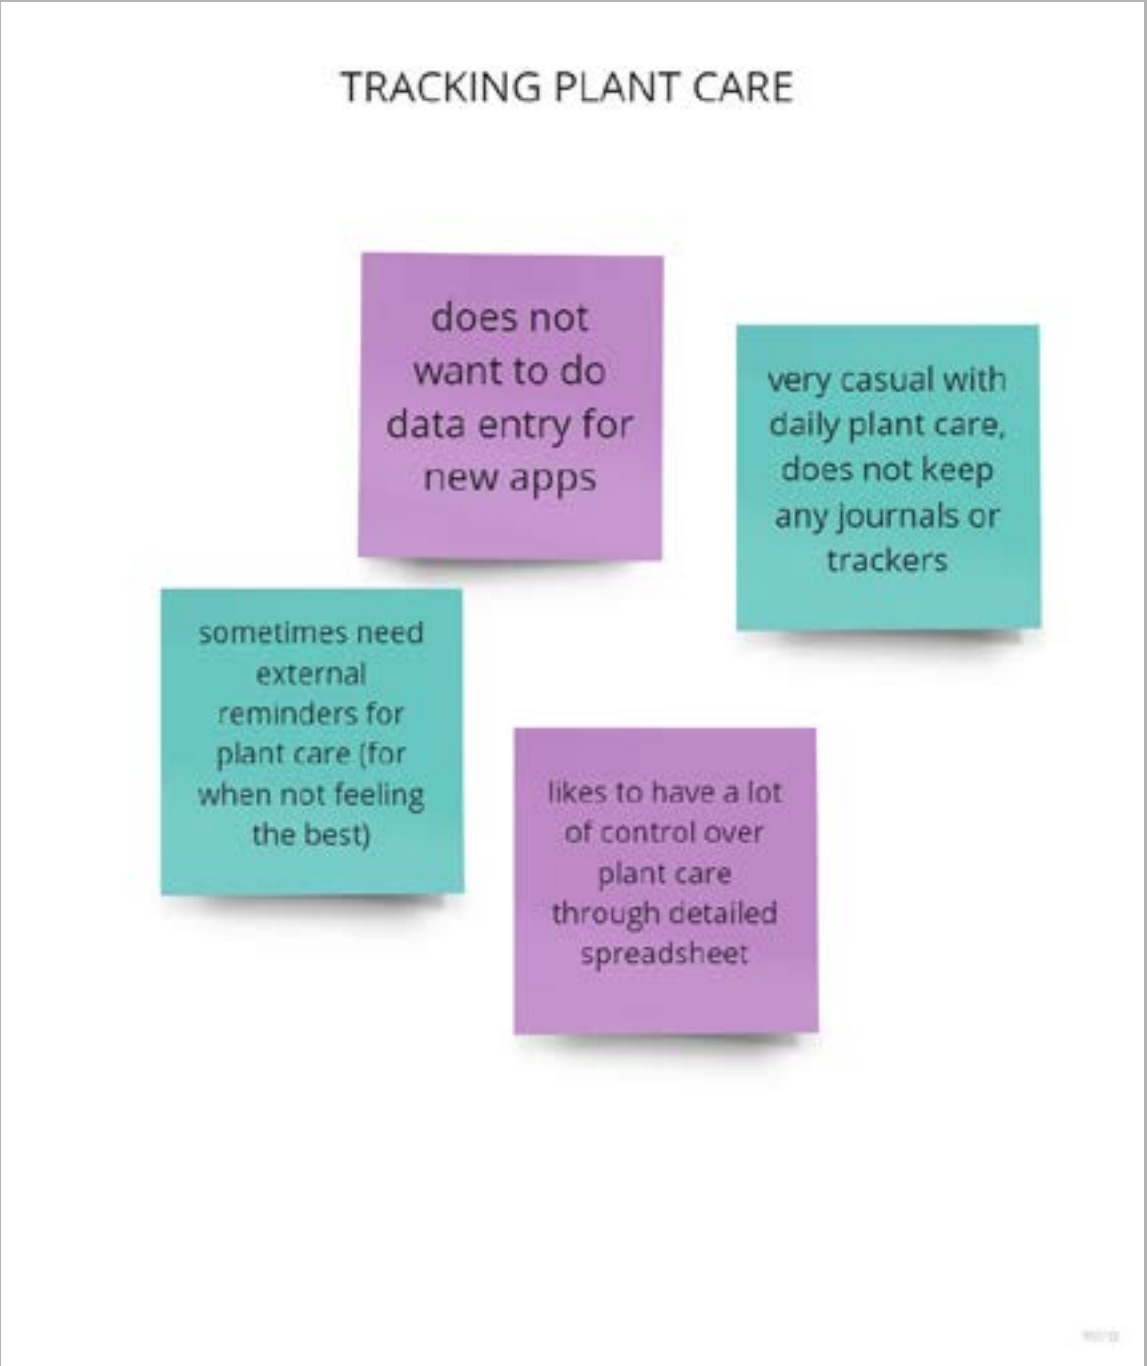 TRACKING PLANT CARE
does not
want to do
data entry for
new apps
very casual with
daily plant care,
does not keep
any journals or
trackers
sometimes need
external
reminders for
plant care (for
when not feeling
the best)
likes to have a lot
of control over
plant care
through detailed
spreadsheet